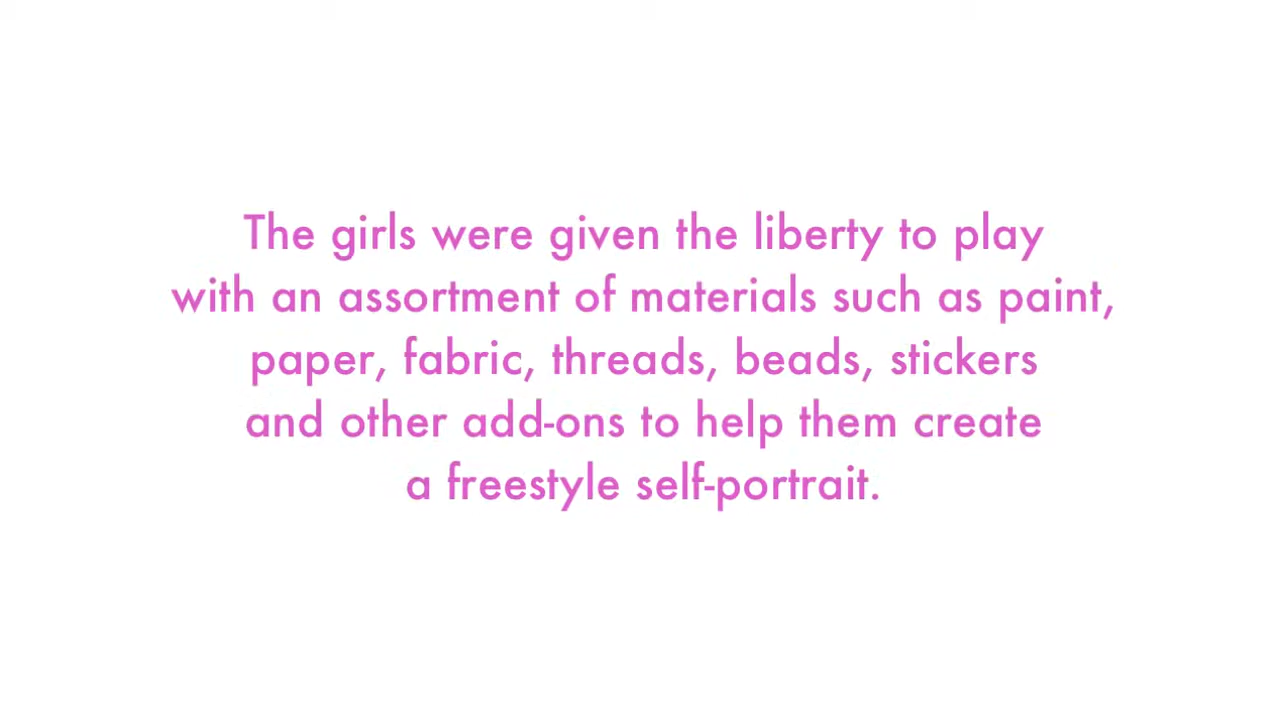 The girls were given the liberty to play
with an assortment of materials such as paint,
paper, fabric, threads, beads, stickers
and other add-ons to help them create
a freestyle self-portrait.